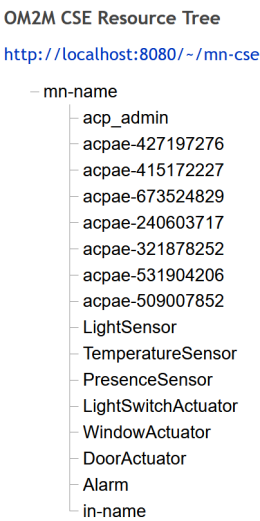 OM2M CSE Resource Tree
http://localhost:8080/~/mn-cse
mn-name
acp_admin
acpae-427197276
acpae-415172227
acpae-673524829
acpae-240603717
acpae-321878252
acpae-531904206
acpae-509007852
LightSensor
TemperatureSensor
PresenceSensor
LightSwitchActuator
WindowActuator
DoorActuator
Alarm
in-name